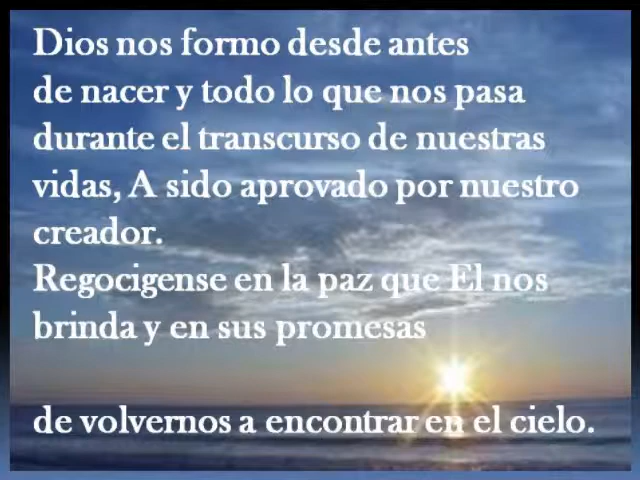 Dios nos formo desde antes
de nacer y todo lo que nos pasa
durante el transcurso de nuestras
vidas, A sido aprovado por nuestro
creador.
Regocigense en la paz que El nos
brinda y en sus promesas
de volvernos a encontrar en el cielo.